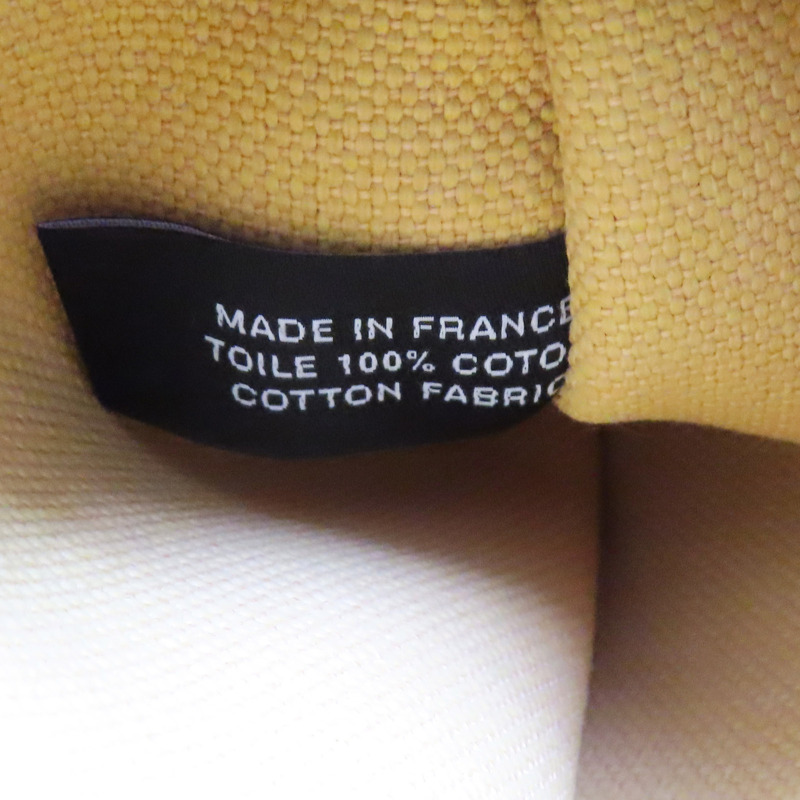 MADE IN FRANCE
TOILE 100% COTO
COTTON FABRIC